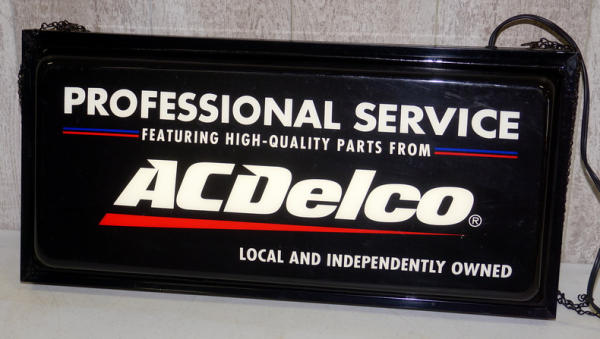 PROFESSIONAL SERVICE
FEATURING HIGH-QUALITY PARTS FROM
ACDelco®
LOCAL AND INDEPENDENTLY OWNED